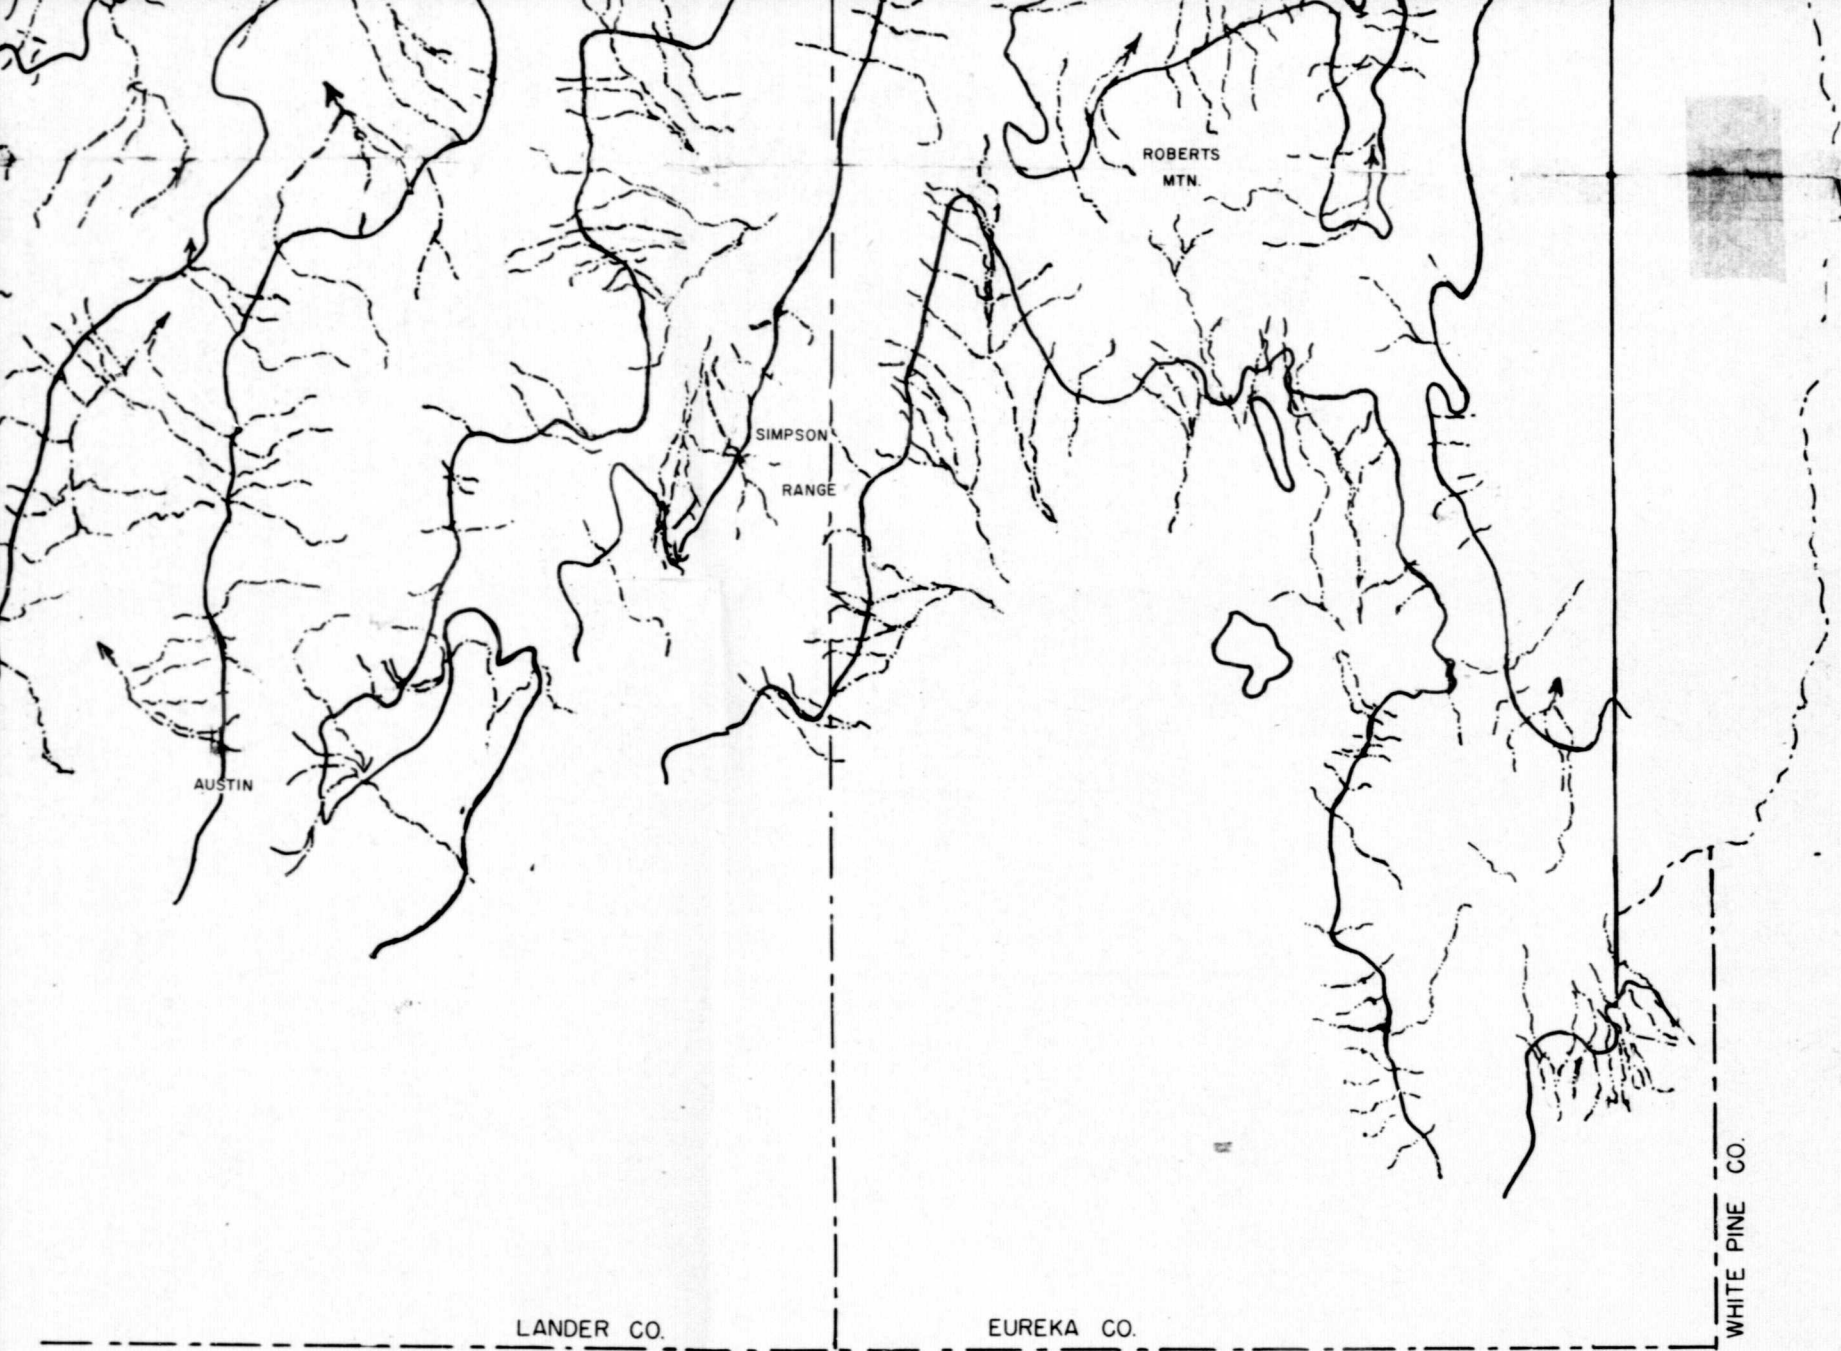 ROBERTS
MTN.
SIMPSON
RANGE
AUSTIN
LANDER CO.
EUREKA CO.
WHITE PINE CO.